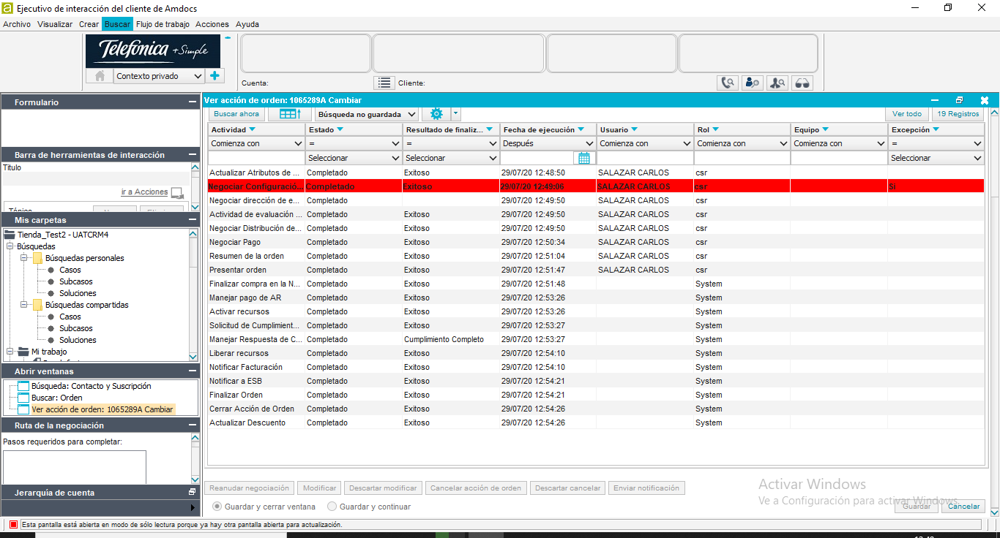 Ejecutivo de interacción del cliente de Amdocs
Archivo Visualizar Crear Buscar Flujo de trabajo Acciones Ayuda
Telefónica +Simple
Contexto privado
Cuenta: Cliente:
Formulario
Barra de herramientas de interacción
Titulo
ir a Acciones
Mis carpetas
Tienda_Test2 - UATCRM4
Búsquedas
Búsquedas personales
Casos
Subcasos
Soluciones
Búsquedas compartidas
Casos
Subcasos
Soluciones
Mi trabajo
Abrir ventanas
Búsqueda: Contacto y Suscripción
Buscar: Orden
Ver acción de orden: 1065289A Cambiar
Ruta de la negociación
Pasos requeridos para completar:
Jerarquía de cuenta
Ver acción de orden: 1065289A Cambiar
Buscar ahora Búsqueda no guardada Ver todo 19 Registros
Actividad Estado Resultado de finaliz... Fecha de ejecución Usuario Rol Equipo Excepción
Comienza con = = Después Comienza con Comienza con Comienza con =
Seleccionar Seleccionar Seleccionar
Actualizar Atributos de ... Completado Exitoso 29/07/20 12:48:50 SALAZAR CARLOS csr
Negociar Configuració... Completado Exitoso 29/07/20 12:49:06 SALAZAR CARLOS csr Si
Negociar dirección de e... Completado 29/07/20 12:49:50 SALAZAR CARLOS csr
Actividad de evaluación ... Completado Exitoso 29/07/20 12:49:50 SALAZAR CARLOS csr
Negociar Distribución de... Completado Exitoso 29/07/20 12:49:50 SALAZAR CARLOS csr
Negociar Pago Completado Exitoso 29/07/20 12:50:34 SALAZAR CARLOS csr
Resumen de la orden Completado Exitoso 29/07/20 12:51:04 SALAZAR CARLOS csr
Presentar orden Completado Exitoso 29/07/20 12:51:47 SALAZAR CARLOS csr
Finalizar compra en la N... Completado Exitoso 29/07/20 12:51:48 System
Manejar pago de AR Completado Exitoso 29/07/20 12:53:26 System
Activar recursos Completado Exitoso 29/07/20 12:53:26 System
Solicitud de Cumplimient... Completado Exitoso 29/07/20 12:53:27 System
Manejar Respuesta de C... Completado Cumplimiento Completo 29/07/20 12:53:27 System
Liberar recursos Completado Exitoso 29/07/20 12:54:10 System
Notificar Facturación Completado Exitoso 29/07/20 12:54:10 System
Notificar a ESB Completado Exitoso 29/07/20 12:54:21 System
Finalizar Orden Completado Exitoso 29/07/20 12:54:21 System
Cerrar Acción de Orden Completado Exitoso 29/07/20 12:54:26 System
Actualizar Descuento Completado Exitoso 29/07/20 12:54:26 System
Reanudar negociación Modificar Descartar modificar Cancelar acción de orden Descartar cancelar Enviar notificación
Guardar y cerrar ventana Guardar y continuar
Activar Windows
Ve a Configuración para activar Windows.
Guardar Cancelar
Esta pantalla está abierta en modo de sólo lectura porque ya hay otra pantalla abierta para actualización.